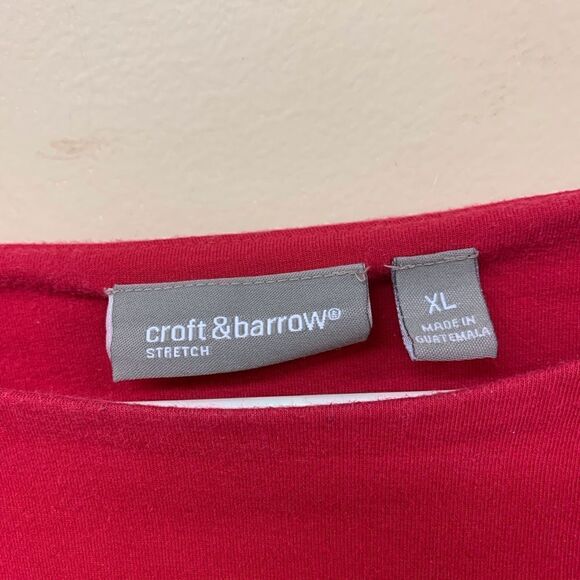 croft & barrow®
STRETCH
XL
MADE IN
GUATEMALA